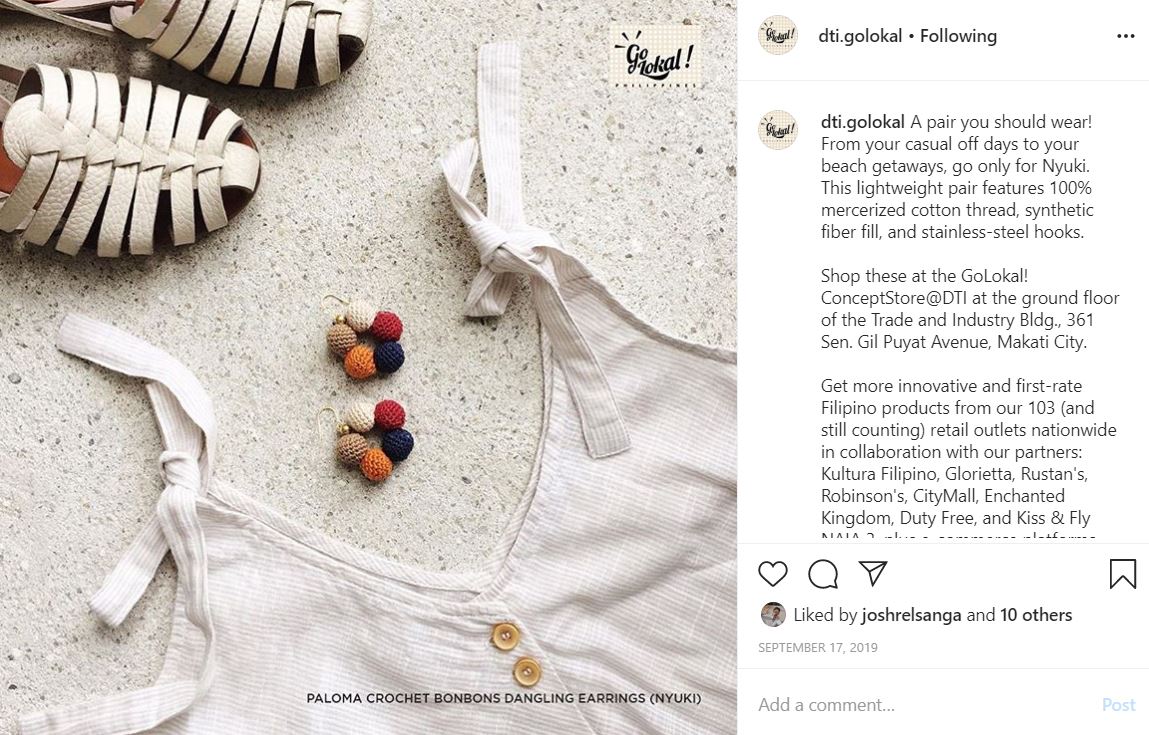 Go
Lokal!
PHILIPPINES
PALOMA CROCHET BONBONS DANGLING EARRINGS (NYUKI)
dti.golokal • Following
dti.golokal A pair you should wear!
From your casual off days to your
beach getaways, go only for Nyuki.
This lightweight pair features 100%
mercerized cotton thread, synthetic
fiber fill, and stainless-steel hooks.
Shop these at the GoLokal!
ConceptStore@DTI at the ground floor
of the Trade and Industry Bldg., 361
Sen. Gil Puyat Avenue, Makati City.
Get more innovative and first-rate
Filipino products from our 103 (and
still counting) retail outlets nationwide
in collaboration with our partners:
Kultura Filipino, Glorietta, Rustan's,
Robinson's, CityMall, Enchanted
Kingdom, Duty Free, and Kiss & Fly
NAIA 3, plus e-commerce platforms
Liked by joshrelsanga and 10 others
SEPTEMBER 17, 2019
Add a comment... Post